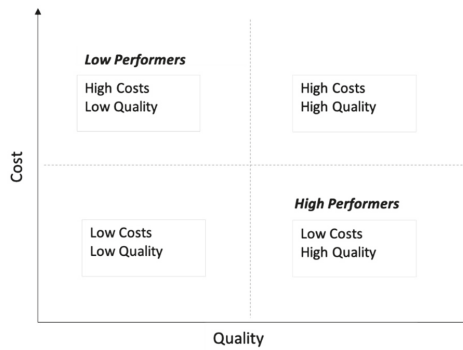 Low Performers
High Costs
Low Quality
High Costs
High Quality
Cost
High Performers
Low Costs
Low Quality
Low Costs
High Quality
Quality